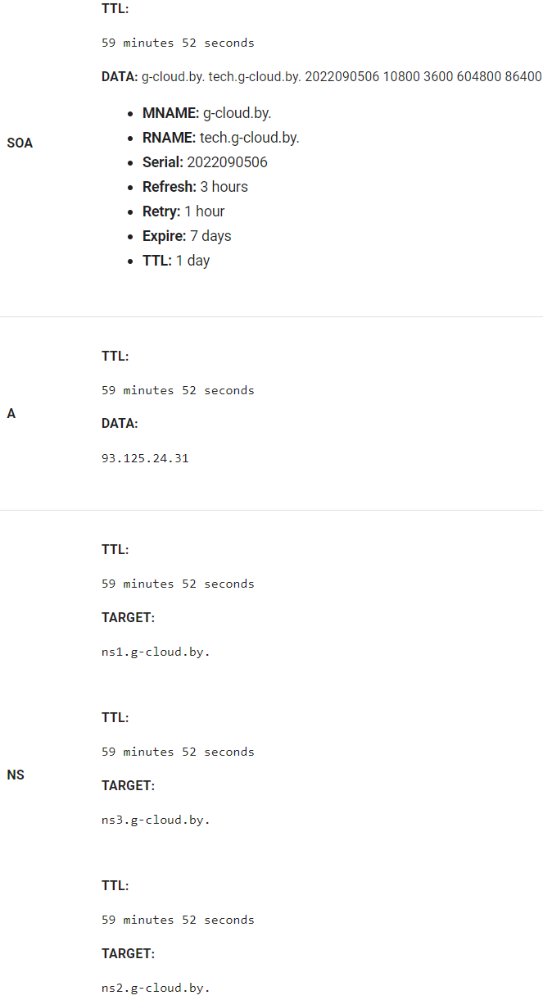 TTL:
59 minutes 52 seconds
DATA: g-cloud.by. tech.g-cloud.by. 2022090506 10800 3600 604800 86400
SOA
MNAME: g-cloud.by.
RNAME: tech.g-cloud.by.
Serial: 2022090506
Refresh: 3 hours
Retry: 1 hour
Expire: 7 days
TTL: 1 day
A
TTL:
59 minutes 52 seconds
DATA:
93.125.24.31
NS
TTL:
59 minutes 52 seconds
TARGET:
ns1.g-cloud.by.
TTL:
59 minutes 52 seconds
TARGET:
ns3.g-cloud.by.
TTL:
59 minutes 52 seconds
TARGET:
ns2.g-cloud.by.